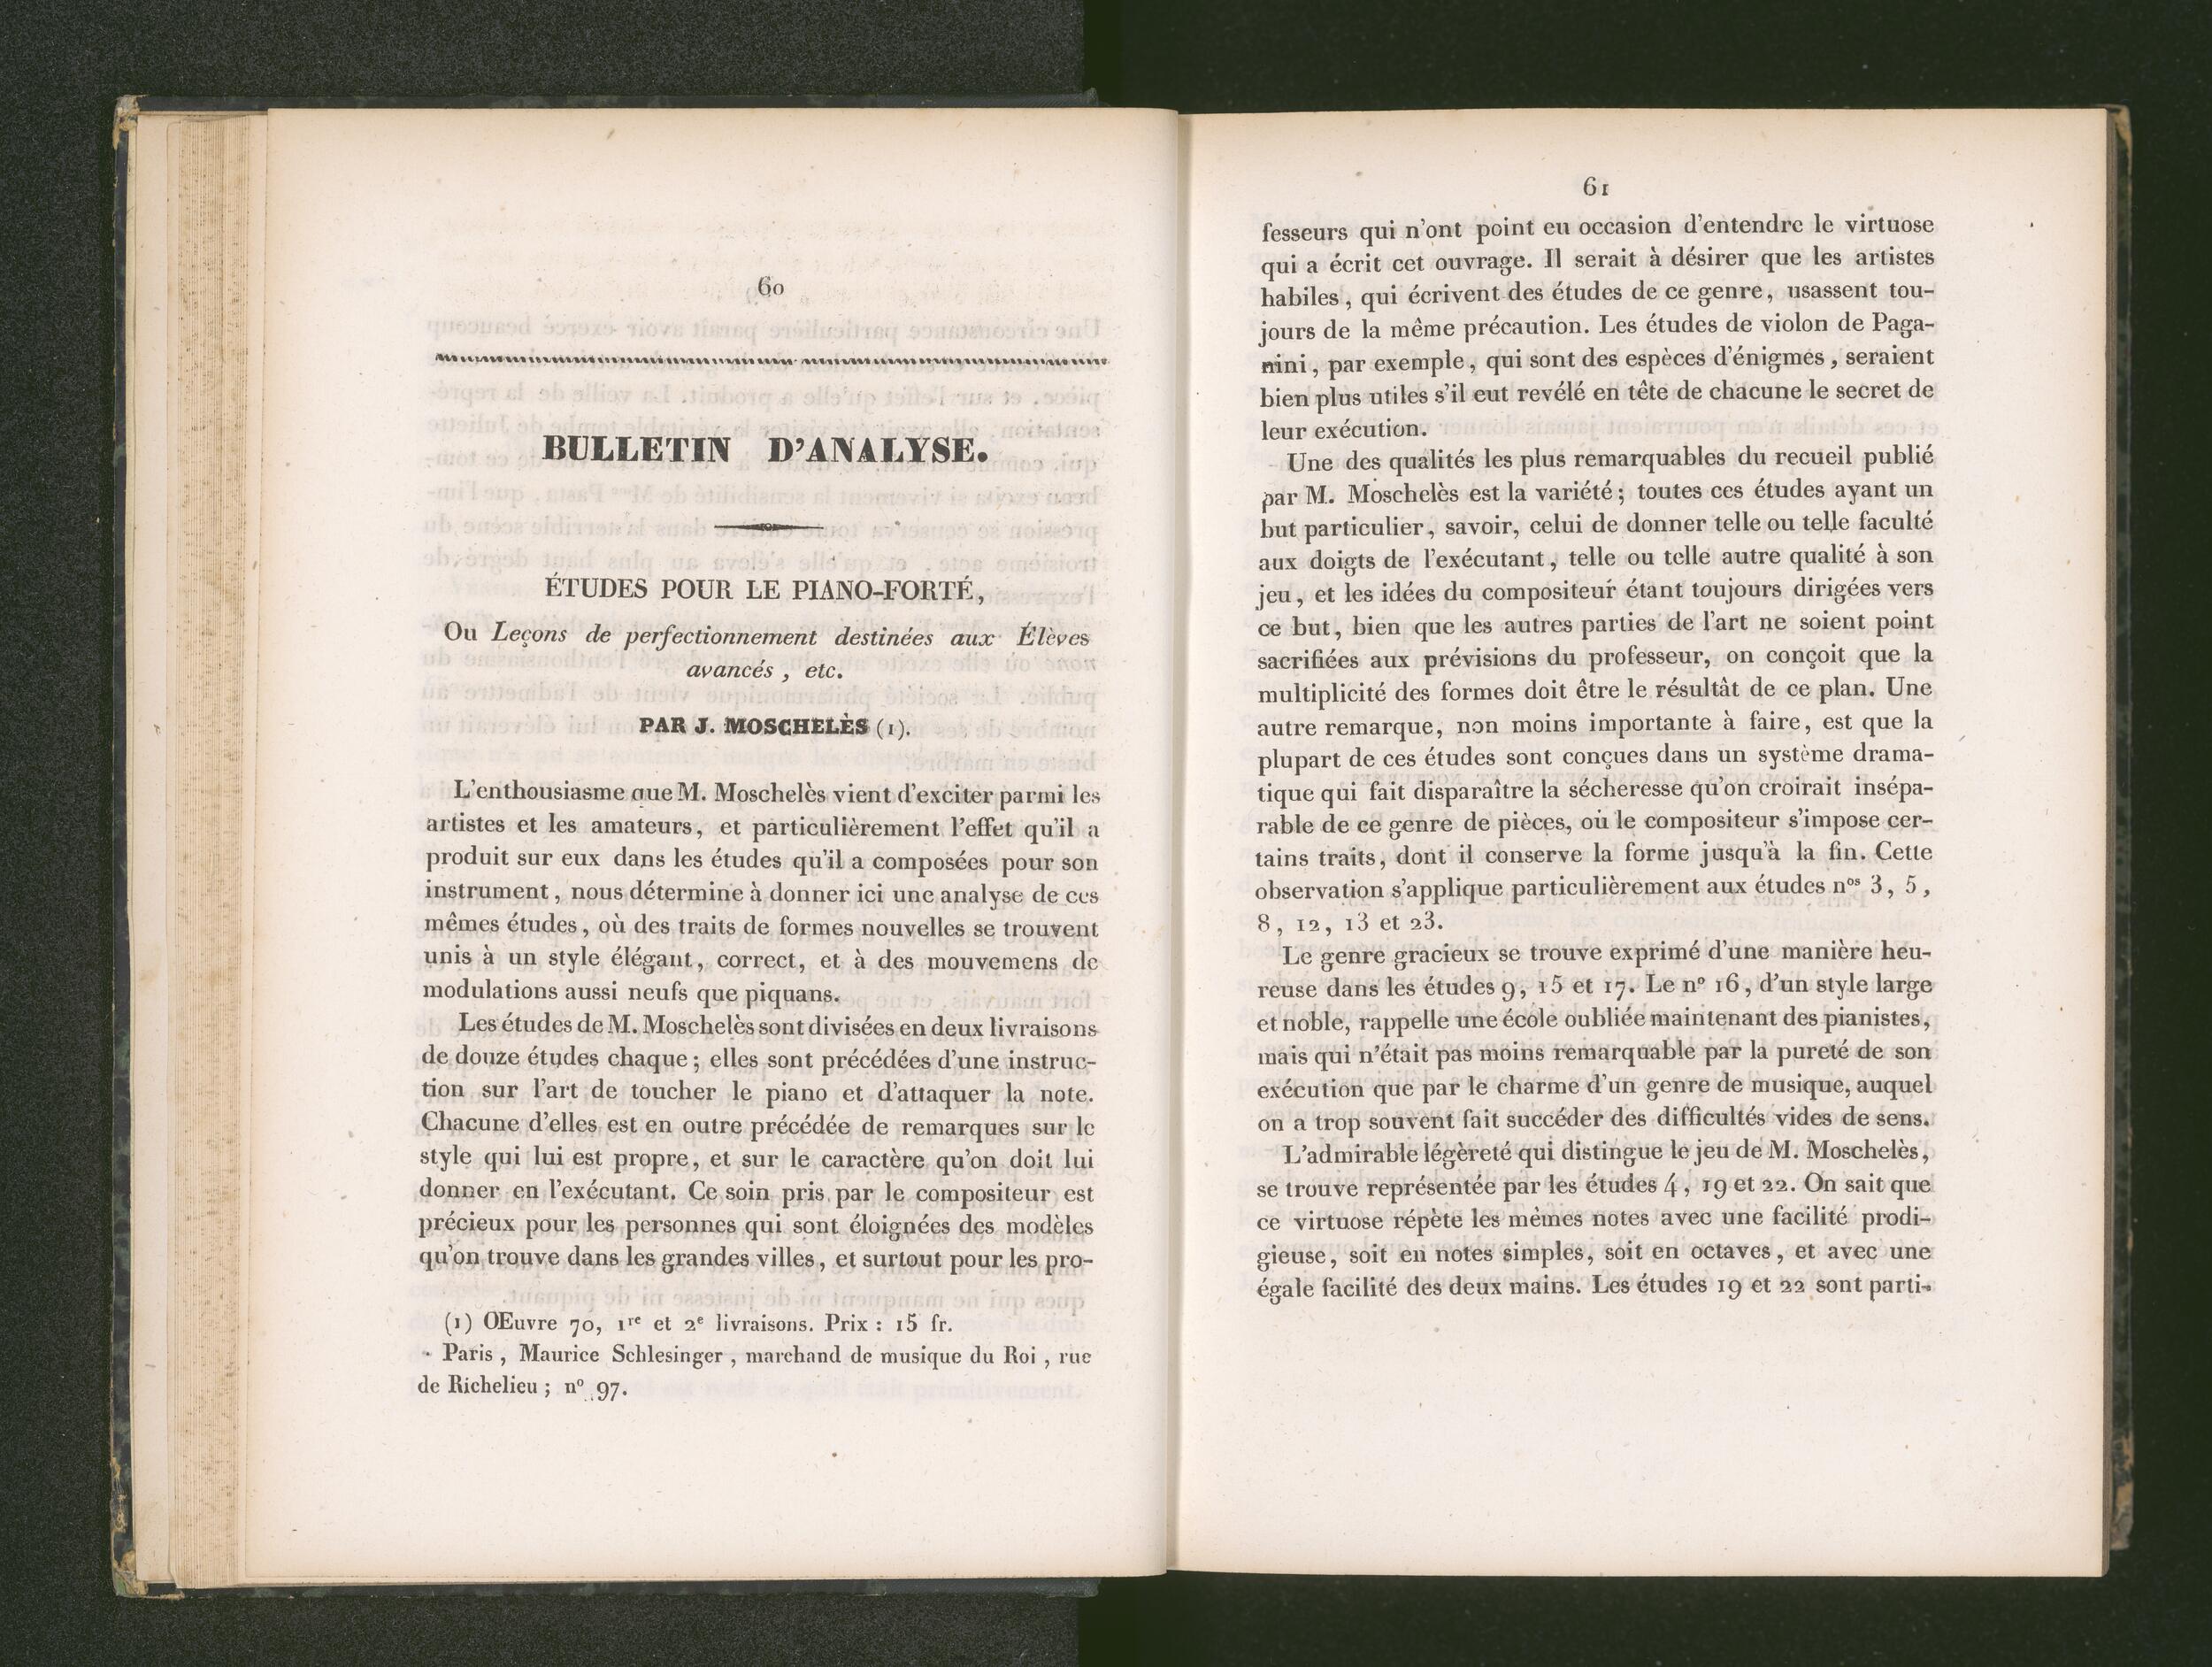 60
BULLETIN D'ANALYSE.
ÉTUDES POUR LE PIANO-FORTÉ,
Ou Leçons de perfectionnement destinées aux Élèves
avancés, etc.
PAR J. MOSCHELÈS (1).
L'enthousiasme que M. Moschelès vient d'exciter parmi les
artistes et les amateurs, et particulièrement l'effet qu'il a
produit sur eux dans les études qu'il a composées pour son
instrument, nous détermine à donner ici une analyse de ces
mêmes études, où des traits de formes nouvelles se trouvent
unis à un style élégant, correct, et à des mouvemens de
modulations aussi neufs que piquans.
Les études de M. Moschelès sont divisées en deux livraisons
de douze études chaque; elles sont précédées d'une instruc-
tion sur l'art de toucher le piano et d'attaquer la note.
Chacune d'elles est en outre précédée de remarques sur le
style qui lui est propre, et sur le caractère qu'on doit lui
donner en l'exécutant. Ce soin pris par le compositeur est
précieux pour les personnes qui sont éloignées des modèles
qu'on trouve dans les grandes villes, et surtout pour les pro-
(1) Œuvre 70, 1re et 2e livraisons. Prix : 15 fr.
Paris, Maurice Schlesinger, marchand de musique du Roi, rue
de Richelieu; no 97.
61
fesseurs qui n'ont point eu occasion d'entendre le virtuose
qui a écrit cet ouvrage. Il serait à désirer que les artistes
habiles, qui écrivent des études de ce genre, usassent tou-
jours de la même précaution. Les études de violon de Paga-
nini, par exemple, qui sont des espèces d'énigmes, seraient
bien plus utiles s'il eut revélé en tête de chacune le secret de
leur exécution.
Une des qualités les plus remarquables du recueil publié
par M. Moschelès est la variété; toutes ces études ayant un
but particulier, savoir, celui de donner telle ou telle faculté
aux doigts de l'exécutant, telle ou telle autre qualité à son
jeu, et les idées du compositeur étant toujours dirigées vers
ce but, bien que les autres parties de l'art ne soient point
sacrifiées aux prévisions du professeur, on conçoit que la
multiplicité des formes doit être le résultât de ce plan. Une
autre remarque, non moins importante à faire, est que la
plupart de ces études sont conçues dans un système drama-
tique qui fait disparaître la sécheresse qu'on croirait insépa-
rable de ce genre de pièces, où le compositeur s'impose cer-
tains traits, dont il conserve la forme jusqu'à la fin. Cette
observation s'applique particulièrement aux études nos 3, 5,
8, 12, 13 et 23.
Le genre gracieux se trouve exprimé d'une manière heu-
reuse dans les études 9, 15 et 17. Le no 16, d'un style large
et noble, rappelle une école oubliée maintenant des pianistes,
mais qui n'était pas moins remarquable par la pureté de son
exécution que par le charme d'un genre de musique, auquel
on a trop souvent fait succéder des difficultés vides de sens.
L'admirable légèreté qui distingue le jeu de M. Moschelès,
se trouve représentée par les études 4, 19 et 22. On sait que
ce virtuose répète les mèmes notes avec une facilité prodi-
gieuse, soit en notes simples, soit en octaves, et avec une
égale facilité des deux mains. Les études 19 et 22 sont parti-